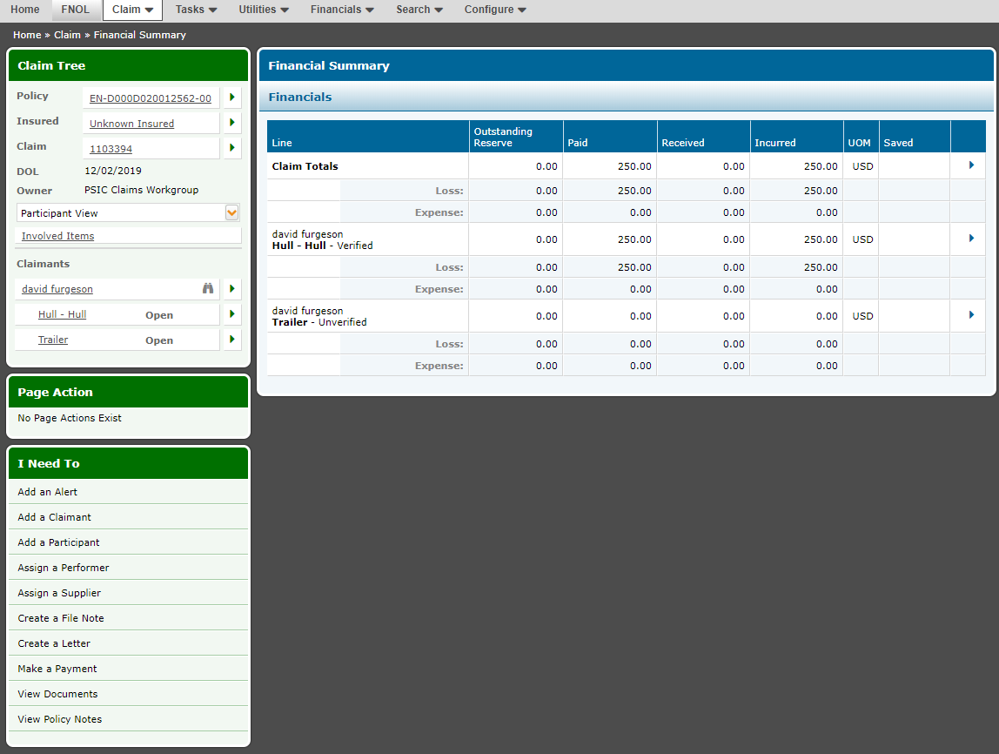 Home FNOL Claim Tasks Utilities Financials Search Configure
Home » Claim » Financial Summary
Claim Tree
Policy EN-D000D020012562-00
Insured Unknown Insured
Claim 1103394
DOL 12/02/2019
Owner PSIC Claims Workgroup
Participant View
Involved Items
Claimants
david furgeson
Hull - Hull Open
Trailer Open
Page Action
No Page Actions Exist
I Need To
Add an Alert
Add a Claimant
Add a Participant
Assign a Performer
Assign a Supplier
Create a File Note
Create a Letter
Make a Payment
View Documents
View Policy Notes
Financial Summary
Financials
Line Outstanding Reserve Paid Received Incurred UOM Saved
Claim Totals 0.00 250.00 0.00 250.00 USD
Loss: 0.00 250.00 0.00 250.00
Expense: 0.00 0.00 0.00 0.00
david furgeson
Hull - Hull - Verified 0.00 250.00 0.00 250.00 USD
Loss: 0.00 250.00 0.00 250.00
Expense: 0.00 0.00 0.00 0.00
david furgeson
Trailer - Unverified 0.00 0.00 0.00 0.00 USD
Loss: 0.00 0.00 0.00 0.00
Expense: 0.00 0.00 0.00 0.00